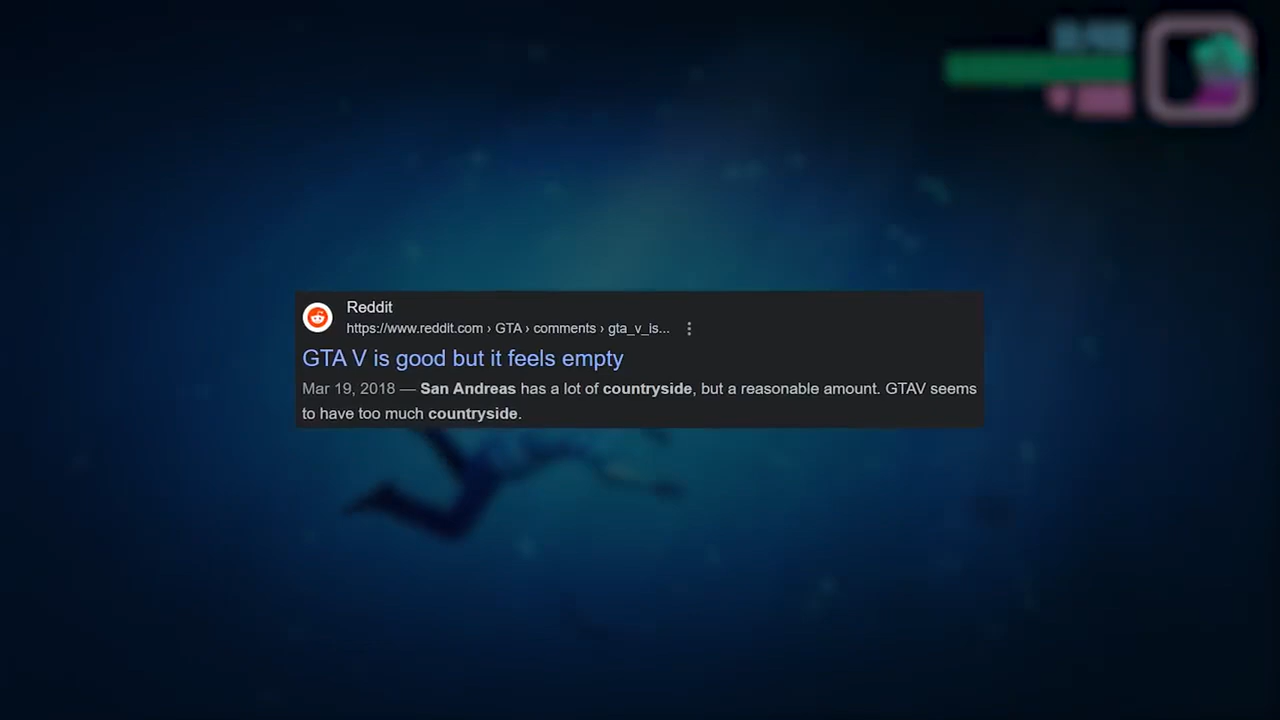 Reddit
https://www.reddit.com › GTA › comments › gta_v_is...
GTA V is good but it feels empty
Mar 19, 2018 — San Andreas has a lot of countryside, but a reasonable amount. GTAV seems
to have too much countryside.